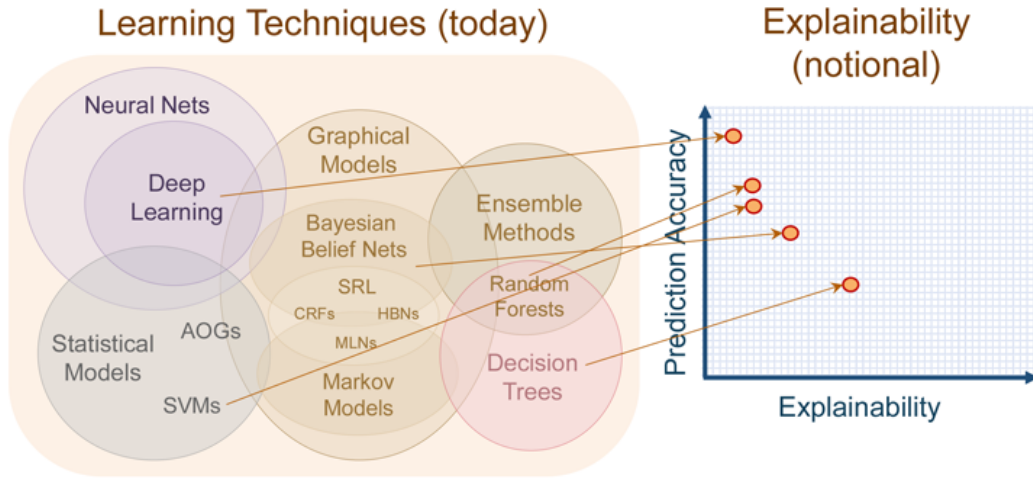 Learning Techniques (today)
Neural Nets
Deep
Learning
Graphical
Models
Bayesian
Belief Nets
SRL
CRFs
HBNs
MLNs
Markov
Models
Ensemble
Methods
Random
Forests
Decision
Trees
Statistical
Models
AOGs
SVMs
Explainability
(notional)
Prediction Accuracy
Explainability